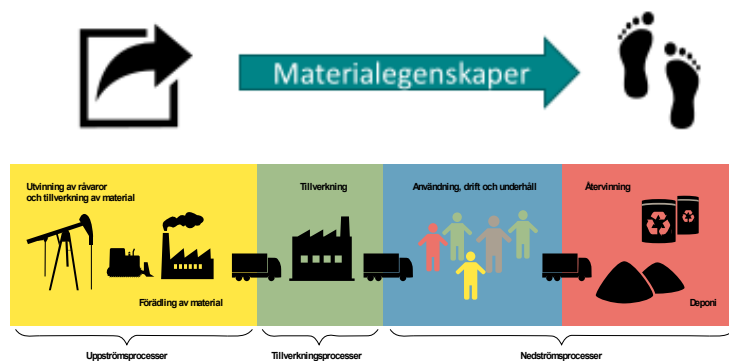 Materialegenskaper
Utvinning av råvaror
och tillverkning av material
Tillverkning
Användning, drift och underhåll
Återvinning
Förädling av material
Deponi
Uppströmsprocesser
Tillverkningsprocesser
Nedströmsprocesser